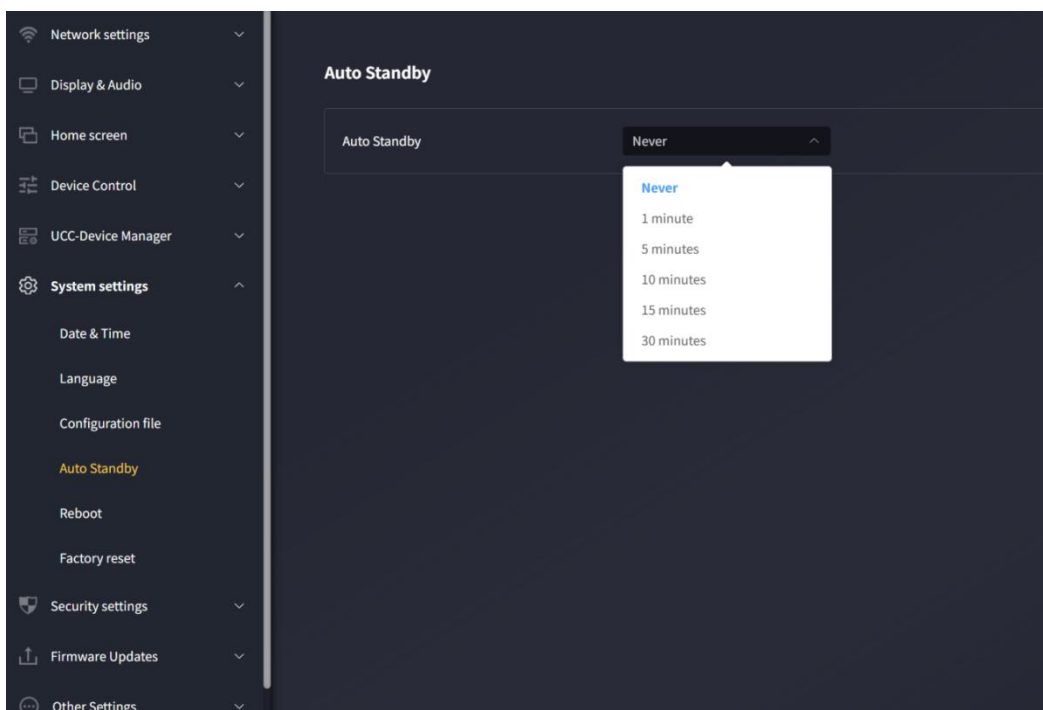 Network settings
Display & Audio
Home screen
Device Control
UCC-Device Manager
System settings
Date & Time
Language
Configuration file
Auto Standby
Reboot
Factory reset
Security settings
Firmware Updates
Other Settings
Auto Standby
Auto Standby
Never
Never
1 minute
5 minutes
10 minutes
15 minutes
30 minutes